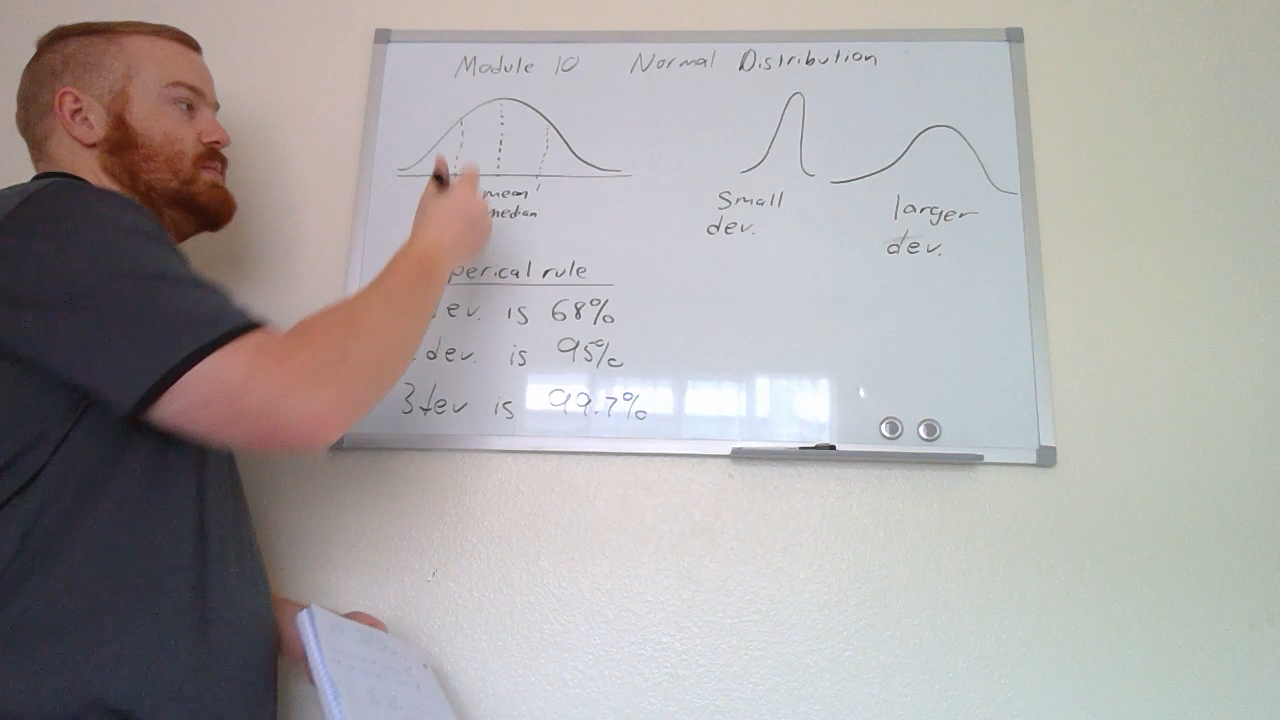 Module 10 Normal Distribution
mean
median
Small
dev.
larger
dev.
perical rule
ev. is 68%
dev. is 95%
3 dev is 99.7%